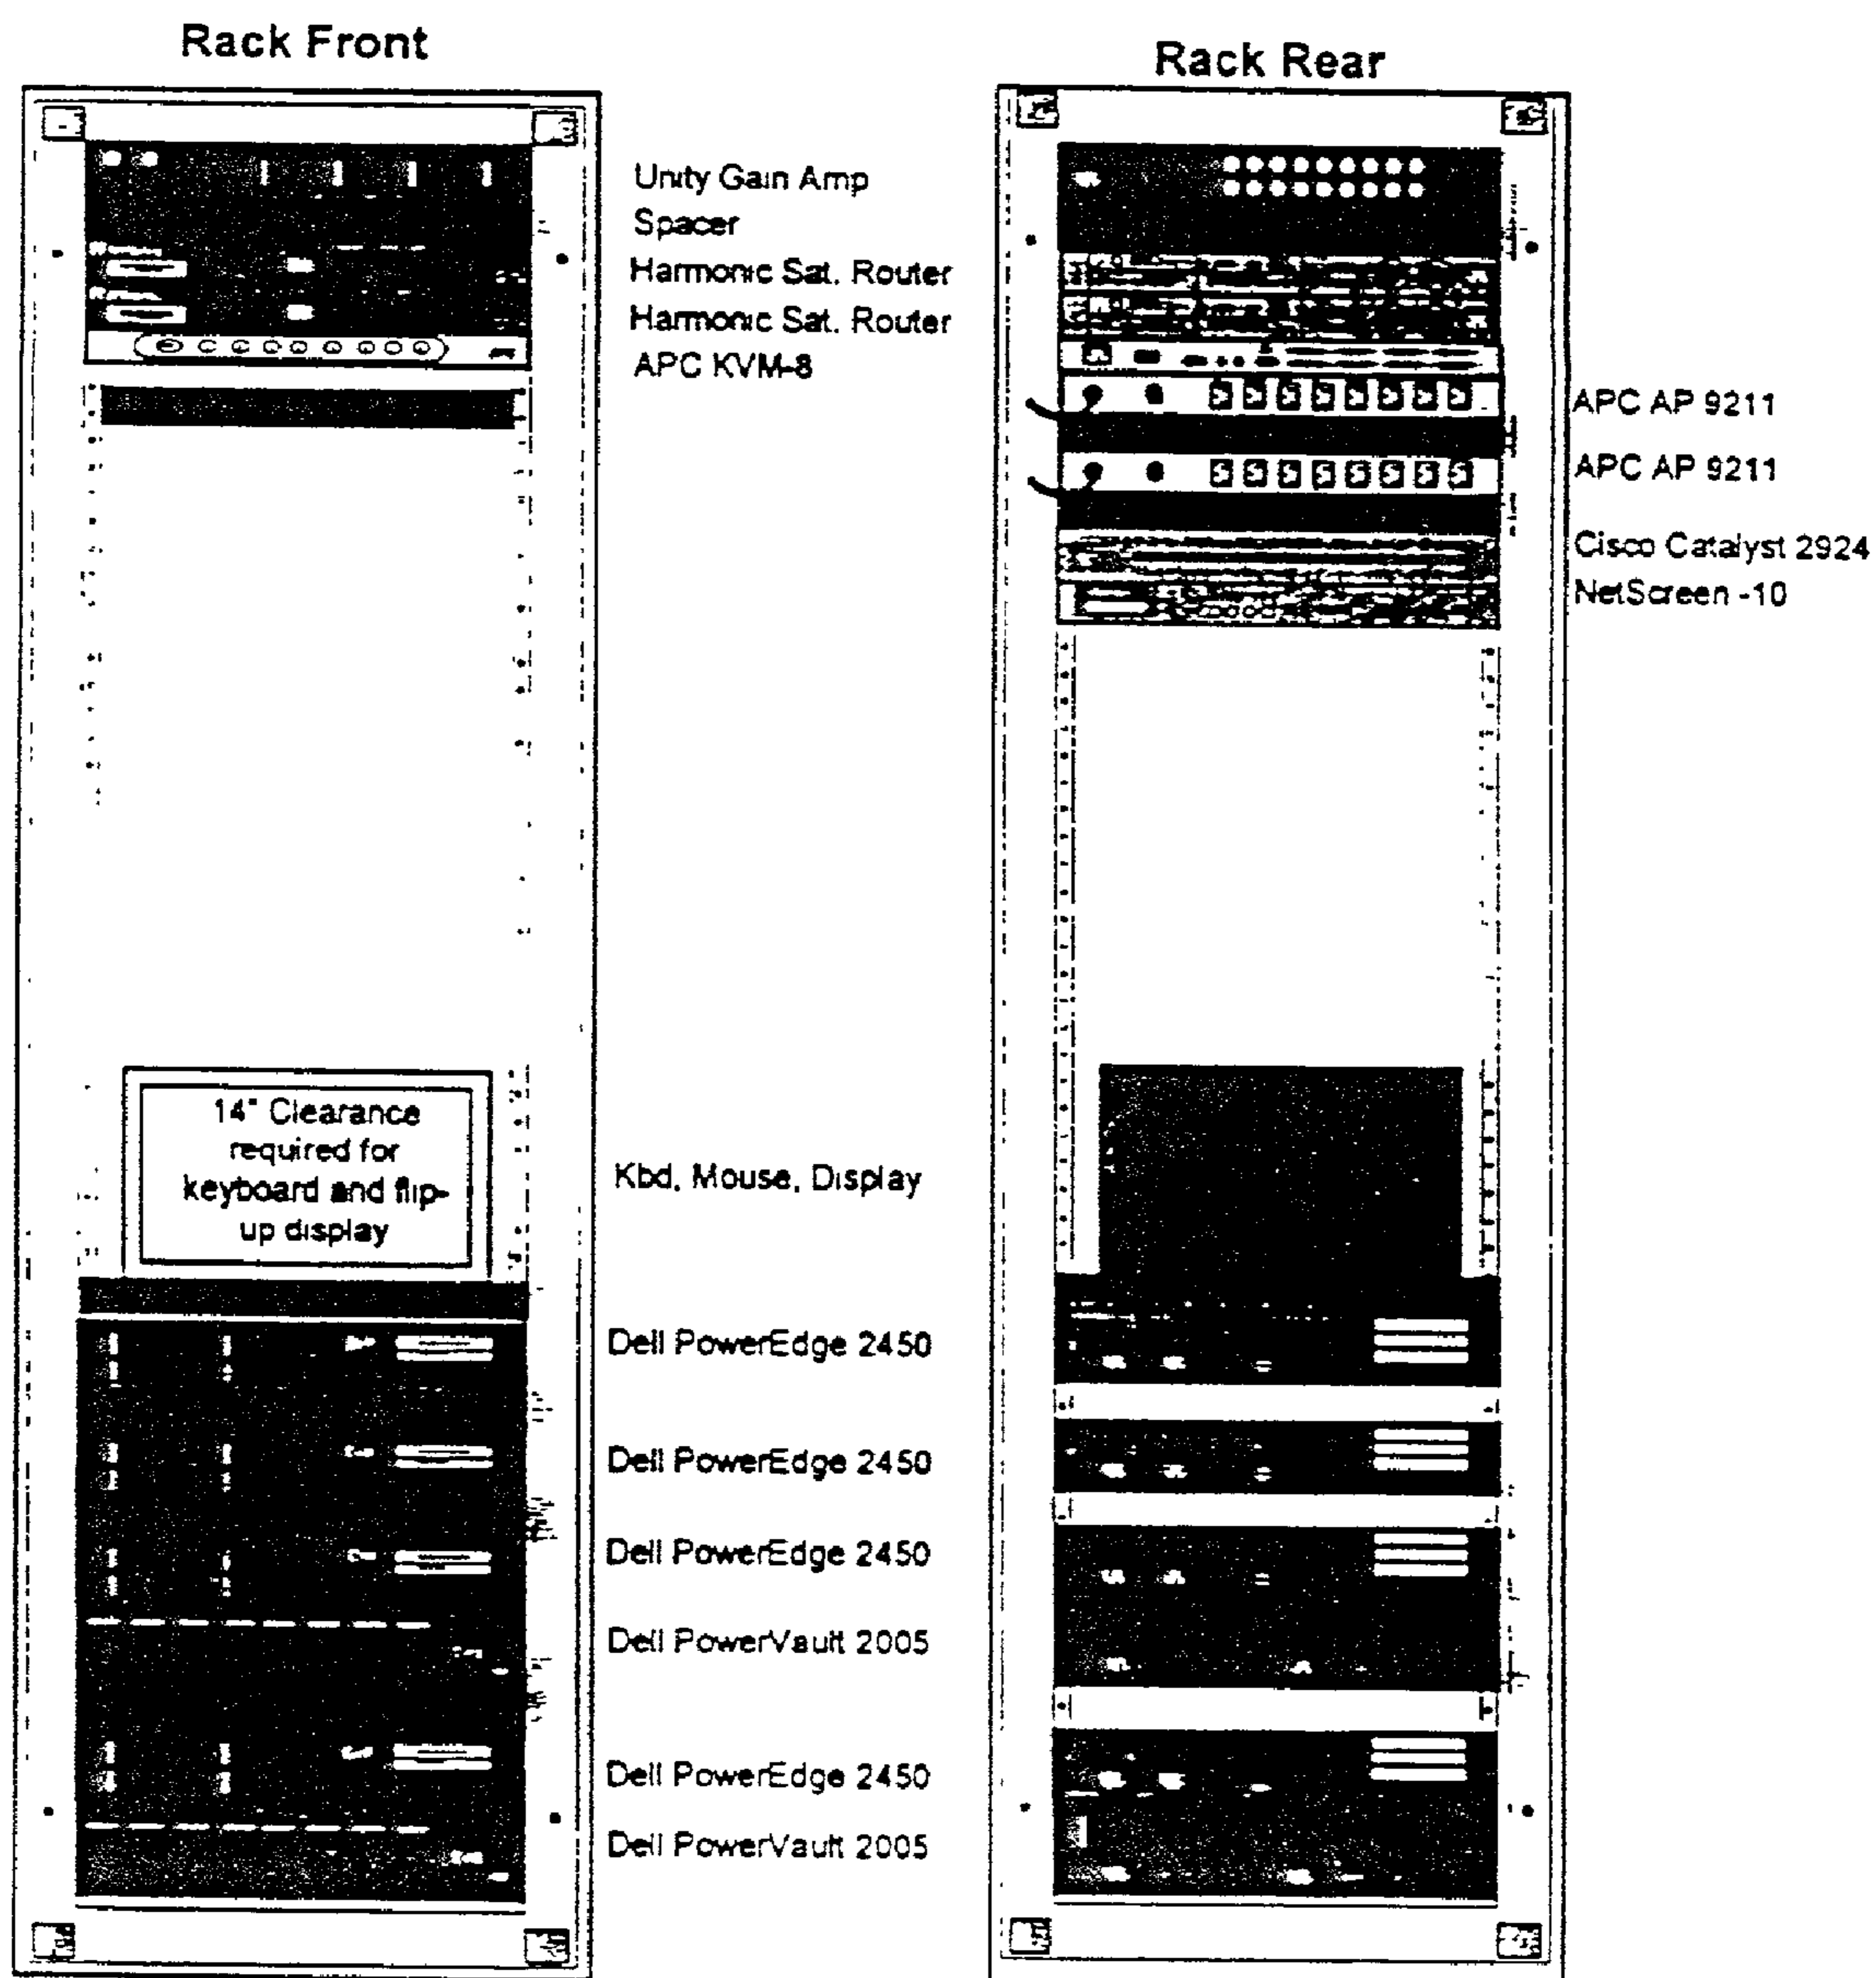 Rack Front
Unity Gain Amp
Spacer
Harmonic Sat. Router
Harmonic Sat. Router
APC KVM-8
14" Clearance
required for
keyboard and flip-
up display
Kbd, Mouse, Display
Dell PowerEdge 2450
Dell PowerEdge 2450
Dell PowerEdge 2450
Dell PowerVault 2005
Dell PowerEdge 2450
Dell PowerVault 2005
Rack Rear
APC AP 9211
APC AP 9211
Cisco Catalyst 2924
NetScreen -10